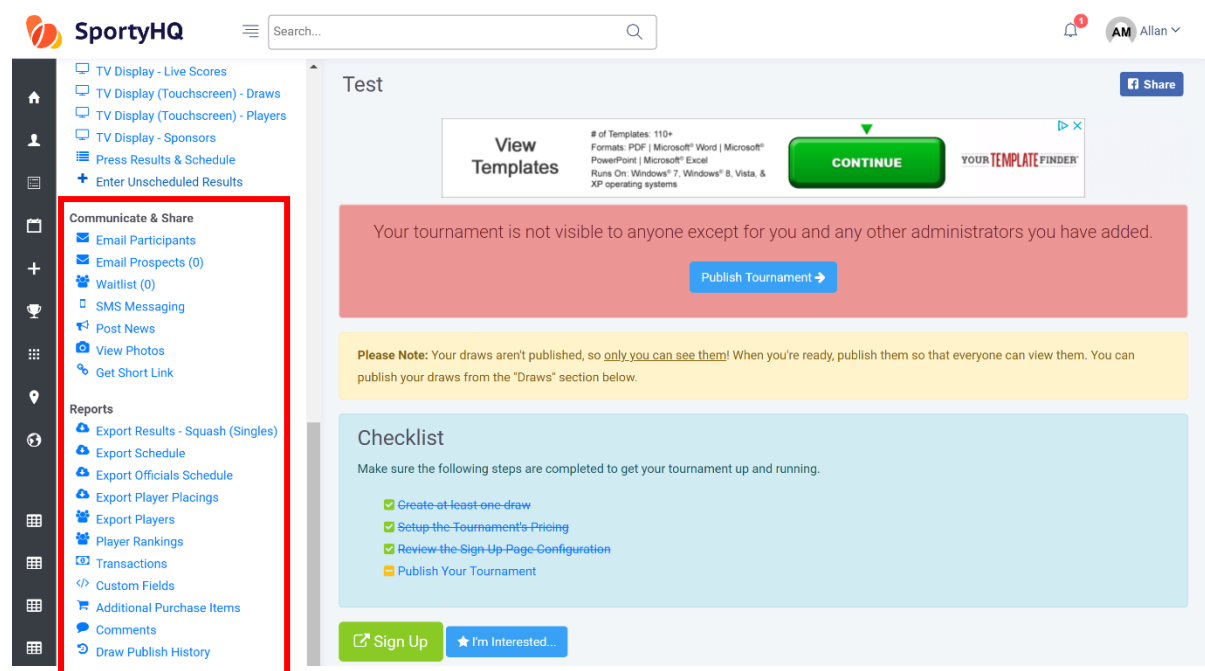 SportyHQ
Search...
1
AM Allan
TV Display - Live Scores
TV Display (Touchscreen) - Draws
TV Display (Touchscreen) - Players
TV Display - Sponsors
Press Results & Schedule
Enter Unscheduled Results
Communicate & Share
Email Participants
Email Prospects (0)
Waitlist (0)
SMS Messaging
Post News
View Photos
Get Short Link
Reports
Export Results - Squash (Singles)
Export Schedule
Export Officials Schedule
Export Player Placings
Export Players
Player Rankings
Transactions
Custom Fields
Additional Purchase Items
Comments
Draw Publish History
Test
Share
View
Templates
# of Templates: 110+
Formats: PDF | Microsoft® Word | Microsoft®
PowerPoint | Microsoft® Excel
Runs On: Windows® 7, Windows® 8, Vista, &
XP operating systems
CONTINUE
YOUR TEMPLATE FINDER
Your tournament is not visible to anyone except for you and any other administrators you have added.
Publish Tournament
Please Note: Your draws aren't published, so only you can see them! When you're ready, publish them so that everyone can view them. You can
publish your draws from the "Draws" section below.
Checklist
Make sure the following steps are completed to get your tournament up and running.
Create at least one draw
Setup the Tournament's Pricing
Review the Sign Up Page Configuration
Publish Your Tournament
Sign Up
I'm Interested...